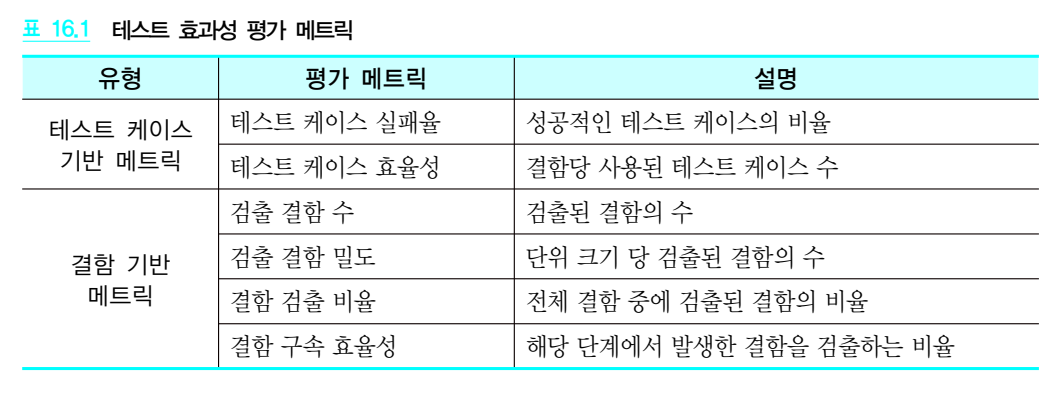 표 16.1 테스트 효과성 평가 메트릭
유형 평가 메트릭 설명
테스트 케이스
기반 메트릭
테스트 케이스 실패율 성공적인 테스트 케이스의 비율
테스트 케이스 효율성 결함당 사용된 테스트 케이스 수
결함 기반
메트릭
검출 결함 수 검출된 결함의 수
검출 결함 밀도 단위 크기 당 검출된 결함의 수
결함 검출 비율 전체 결함 중에 검출된 결함의 비율
결함 구속 효율성 해당 단계에서 발생한 결함을 검출하는 비율